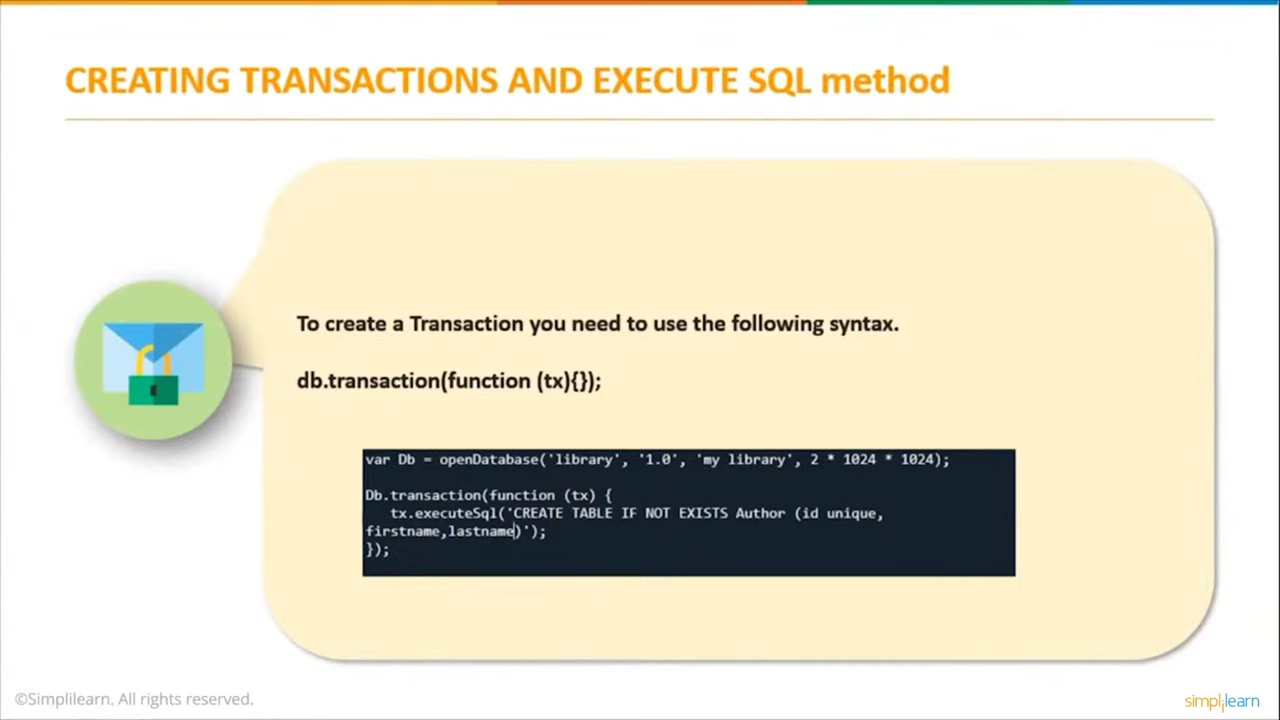 CREATING TRANSACTIONS AND EXECUTE SQL method
To create a Transaction you need to use the following syntax.
db.transaction(function (tx){});
var Db = openDatabase('library', '1.0', 'my library', 2 * 1024 * 1024);
Db.transaction(function (tx) {
tx.executeSql('CREATE TABLE IF NOT EXISTS Author (id unique,
firstname,lastname)');
});
©Simplilearn. All rights reserved.
simplilearn